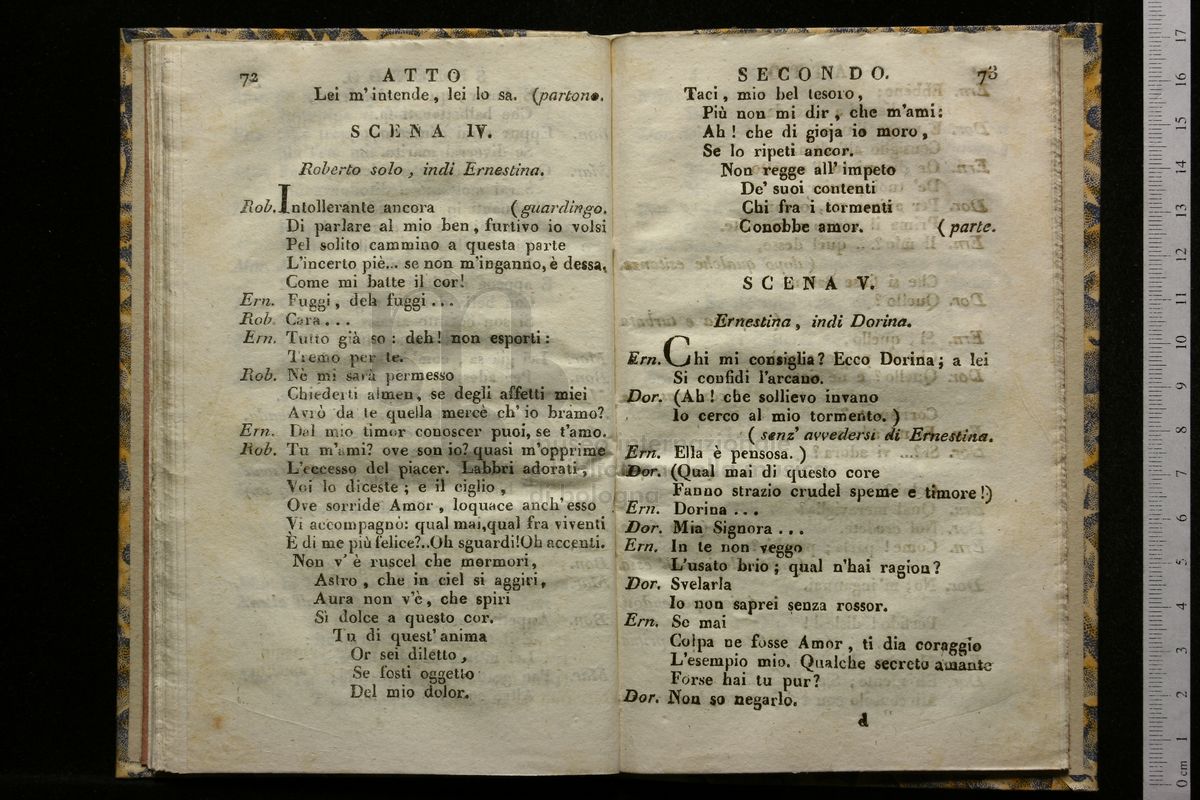 72
ATTO
Lei m'intende, lei lo sa. (partono.
SCENA IV.
Roberto solo, indi Ernestina.
Rob. Intollerante ancora (guardingo.
Di parlare al mio ben, furtivo io volsi
Pel solito cammino a questa parte
L'incerto piè... se non m'inganno, è dessa,
Come mi batte il cor!
Ern. Fuggi, deh fuggi...
Rob. Cara...
Ern. Tutto già so: deh! non esporti:
Tremo per te.
Rob. Nè mi sarà permesso
Chiederti almen, se degli affetti miei
Avrò da te quella mercè ch'io bramo?
Ern. Dal mio timor conoscer puoi, se t'amo.
Rob. Tu m'ami? ove son io? quasi m'opprime
L'eccesso del piacer. Labbri adorati,
Voi lo diceste; e il ciglio,
Ove sorride Amor, loquace anch'esso
Vi accompagnò: qual mai, qual fra viventi
È di me più felice?..Oh sguardi! Oh accenti.
Non v'è ruscel che mormori,
Astro, che in ciel si aggiri,
Aura non v'è, che spiri
Sì dolce a questo cor.
Tu di quest'anima
Or sei diletto,
Se fosti oggetto
Del mio dolor.
SECONDO.
73
Taci, mio bel tesoro,
Più non mi dir, che m'ami:
Ah! che di gioja io moro,
Se lo ripeti ancor.
Non regge all'impeto
De' suoi contenti
Chi fra i tormenti
Conobbe amor. (parte.
SCENA V.
Ernestina, indi Dorina.
Ern. Chi mi consiglia? Ecco Dorina; a lei
Si confidi l'arcano.
Dor. (Ah! che sollievo invano
Io cerco al mio tormento.)
(senz' avvedersi di Ernestina.
Ern. Ella è pensosa.)
Dor. (Qual mai di questo core
Fanno strazio crudel speme e timore!)
Ern. Dorina...
Dor. Mia Signora...
Ern. In te non veggo
L'usato brio; qual n'hai ragion?
Dor. Svelarla
Io non saprei senza rossor.
Ern. Se mai
Colpa ne fosse Amor, ti dia coraggio
L'esempio mio. Qualche secreto amante
Forse hai tu pur?
Dor. Non so negarlo.
d